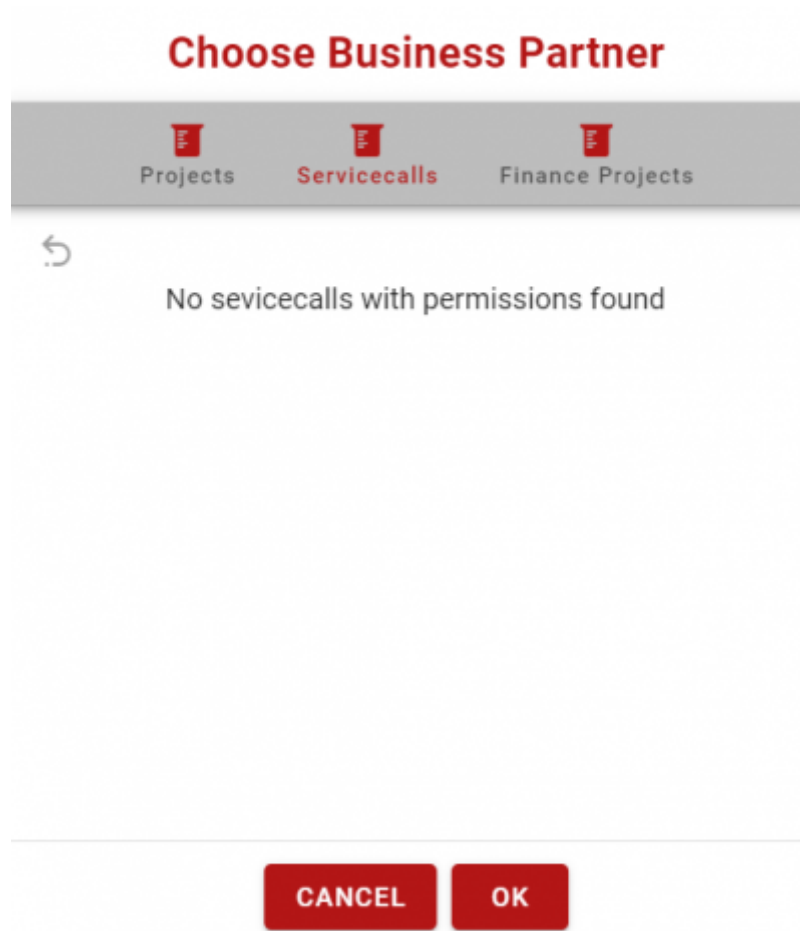 Choose Business Partner
Projects Servicecalls Finance Projects
No sevicecalls with permissions found
CANCEL OK